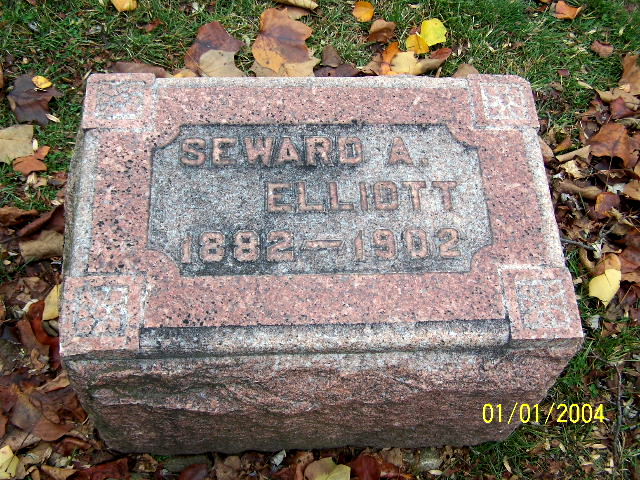 SEWARD A.
ELLIOTT
1882 — 1902
01/01/2004